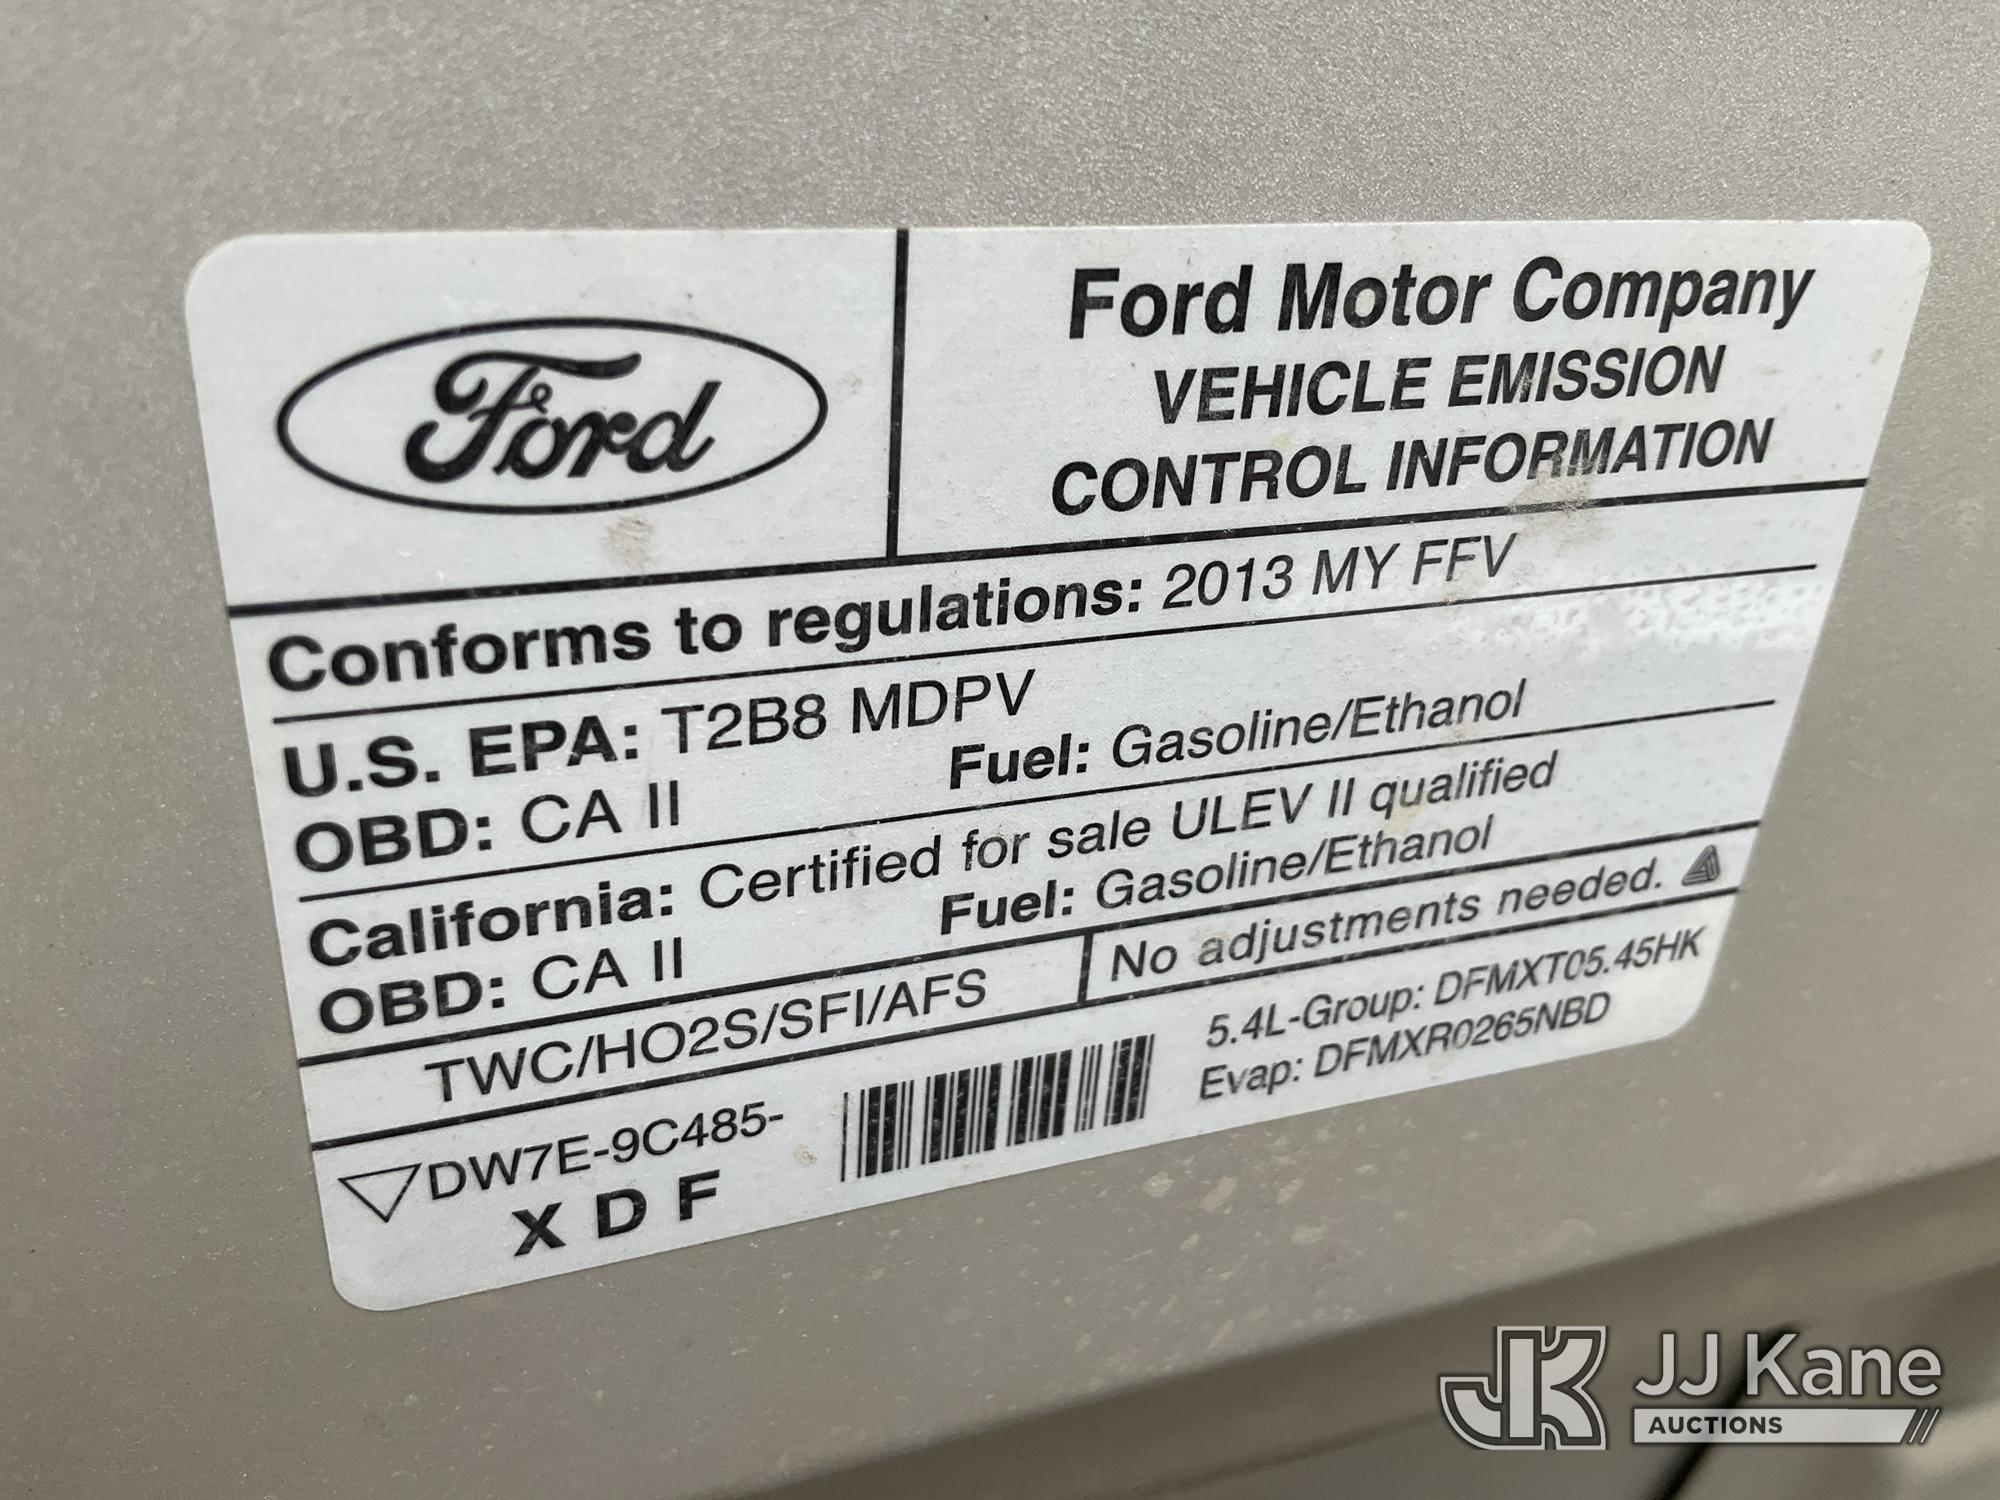 Ford
Ford Motor Company
VEHICLE EMISSION
CONTROL INFORMATION
Conforms to regulations: 2013 MY FFV
U.S. EPA: T2B8 MDPV
OBD: CA II Fuel: Gasoline/Ethanol
California: Certified for sale ULEV II qualified
OBD: CA II Fuel: Gasoline/Ethanol
TWC/HO2S/SFI/AFS
No adjustments needed.
DW7E-9C485-
X D F
5.4L-Group: DFMXT05.45HK
Evap: DFMXR0265NBD
JK
JJ Kane
AUCTIONS